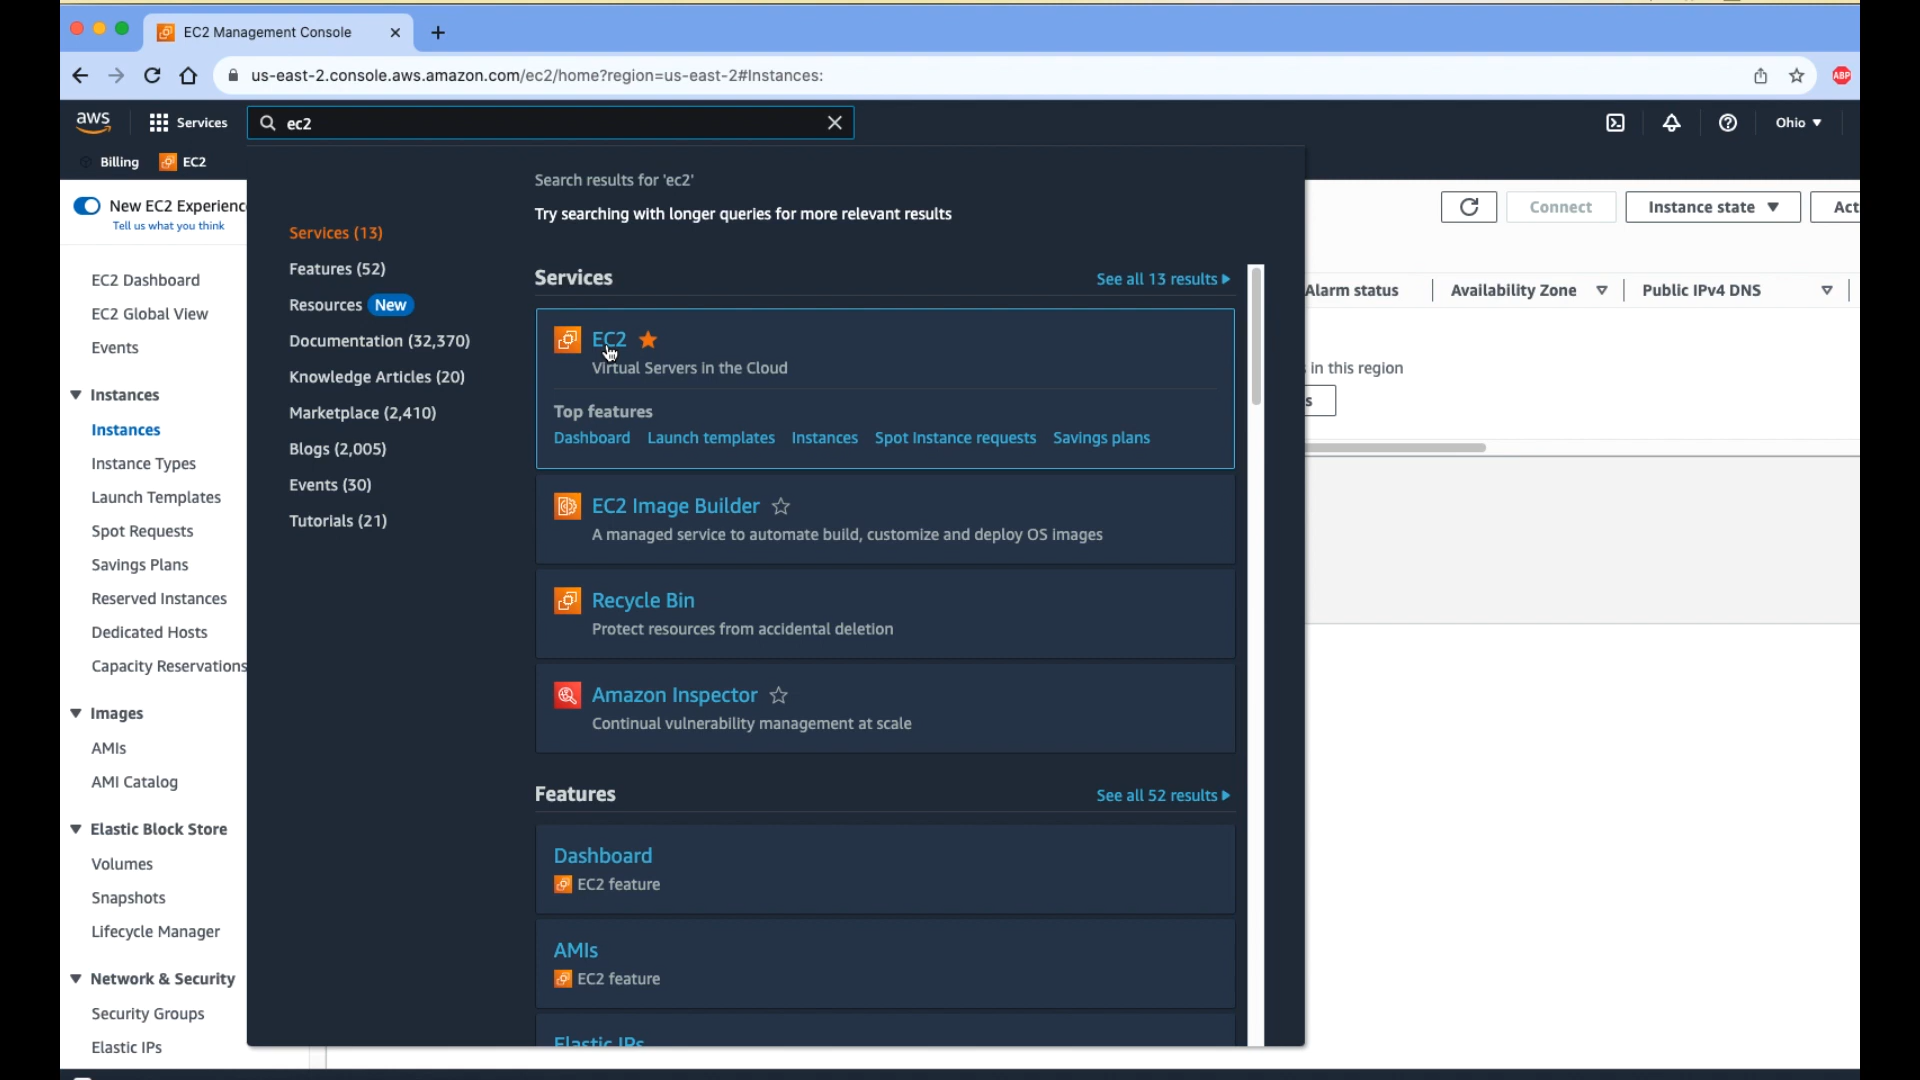 EC2 Management Console
us-east-2.console.aws.amazon.com/ec2/home?region=us-east-2#Instances:
ABP
aws
Services
ec2
Ohio
Billing
EC2
New EC2 Experienc
Tell us what you think
EC2 Dashboard
EC2 Global View
Events
Instances
Instances
Instance Types
Launch Templates
Spot Requests
Savings Plans
Reserved Instances
Dedicated Hosts
Capacity Reservations
Images
AMIs
AMI Catalog
Elastic Block Store
Volumes
Snapshots
Lifecycle Manager
Network & Security
Security Groups
Elastic IPs
Services (13)
Features (52)
Resources New
Documentation (32,370)
Knowledge Articles (20)
Marketplace (2,410)
Blogs (2,005)
Events (30)
Tutorials (21)
Search results for 'ec2'
Try searching with longer queries for more relevant results
Services
See all 13 results
EC2
Virtual Servers in the Cloud
Top features
Dashboard Launch templates Instances Spot Instance requests Savings plans
EC2 Image Builder
A managed service to automate build, customize and deploy OS images
Recycle Bin
Protect resources from accidental deletion
Amazon Inspector
Continual vulnerability management at scale
Features
See all 52 results
Dashboard
EC2 feature
AMIs
EC2 feature
Elastic IPs
Connect
Instance state
Act
Alarm status
Availability Zone
Public IPv4 DNS
s in this region
s